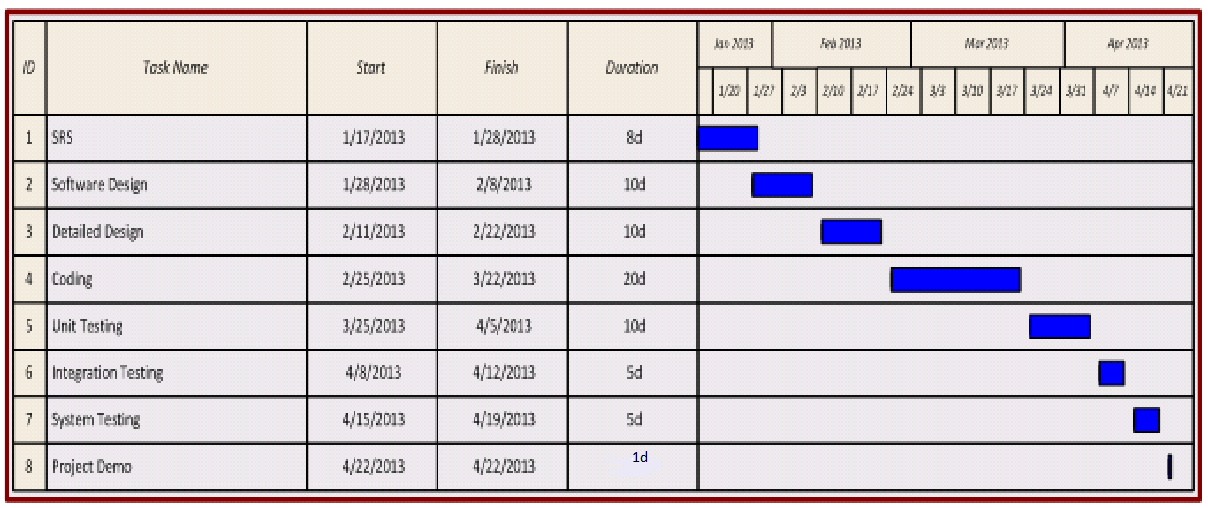 ID Task Name Start Finish Duration Jan 2013 Feb 2013 Mar 2013 Apr 2013
1/20 1/27 2/3 2/10 2/17 2/24 3/3 3/10 3/17 3/24 3/31 4/7 4/14 4/21
1 SRS 1/17/2013 1/28/2013 8d
2 Software Design 1/28/2013 2/8/2013 10d
3 Detailed Design 2/11/2013 2/22/2013 10d
4 Coding 2/25/2013 3/22/2013 20d
5 Unit Testing 3/25/2013 4/5/2013 10d
6 Integration Testing 4/8/2013 4/12/2013 5d
7 System Testing 4/15/2013 4/19/2013 5d
8 Project Demo 4/22/2013 4/22/2013 1d